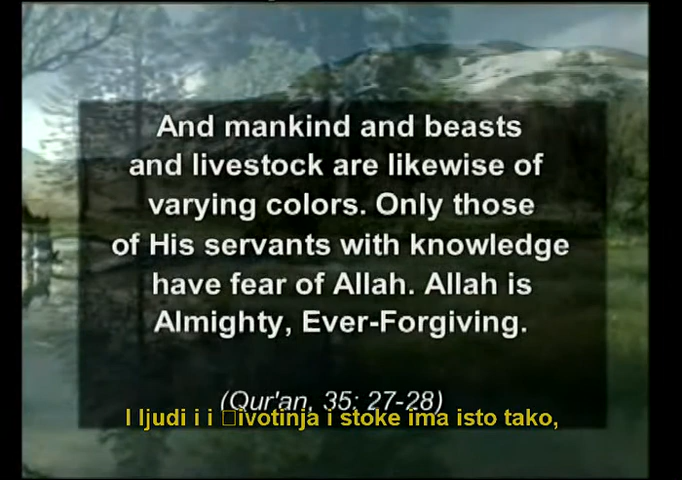 And mankind and beasts
and livestock are likewise of
varying colors. Only those
of His servants with knowledge
have fear of Allah. Allah is
Almighty, Ever-Forgiving.
(Qur'an, 35; 27-28)
I ljudi i i □ivotinja i stoke ima isto tako,